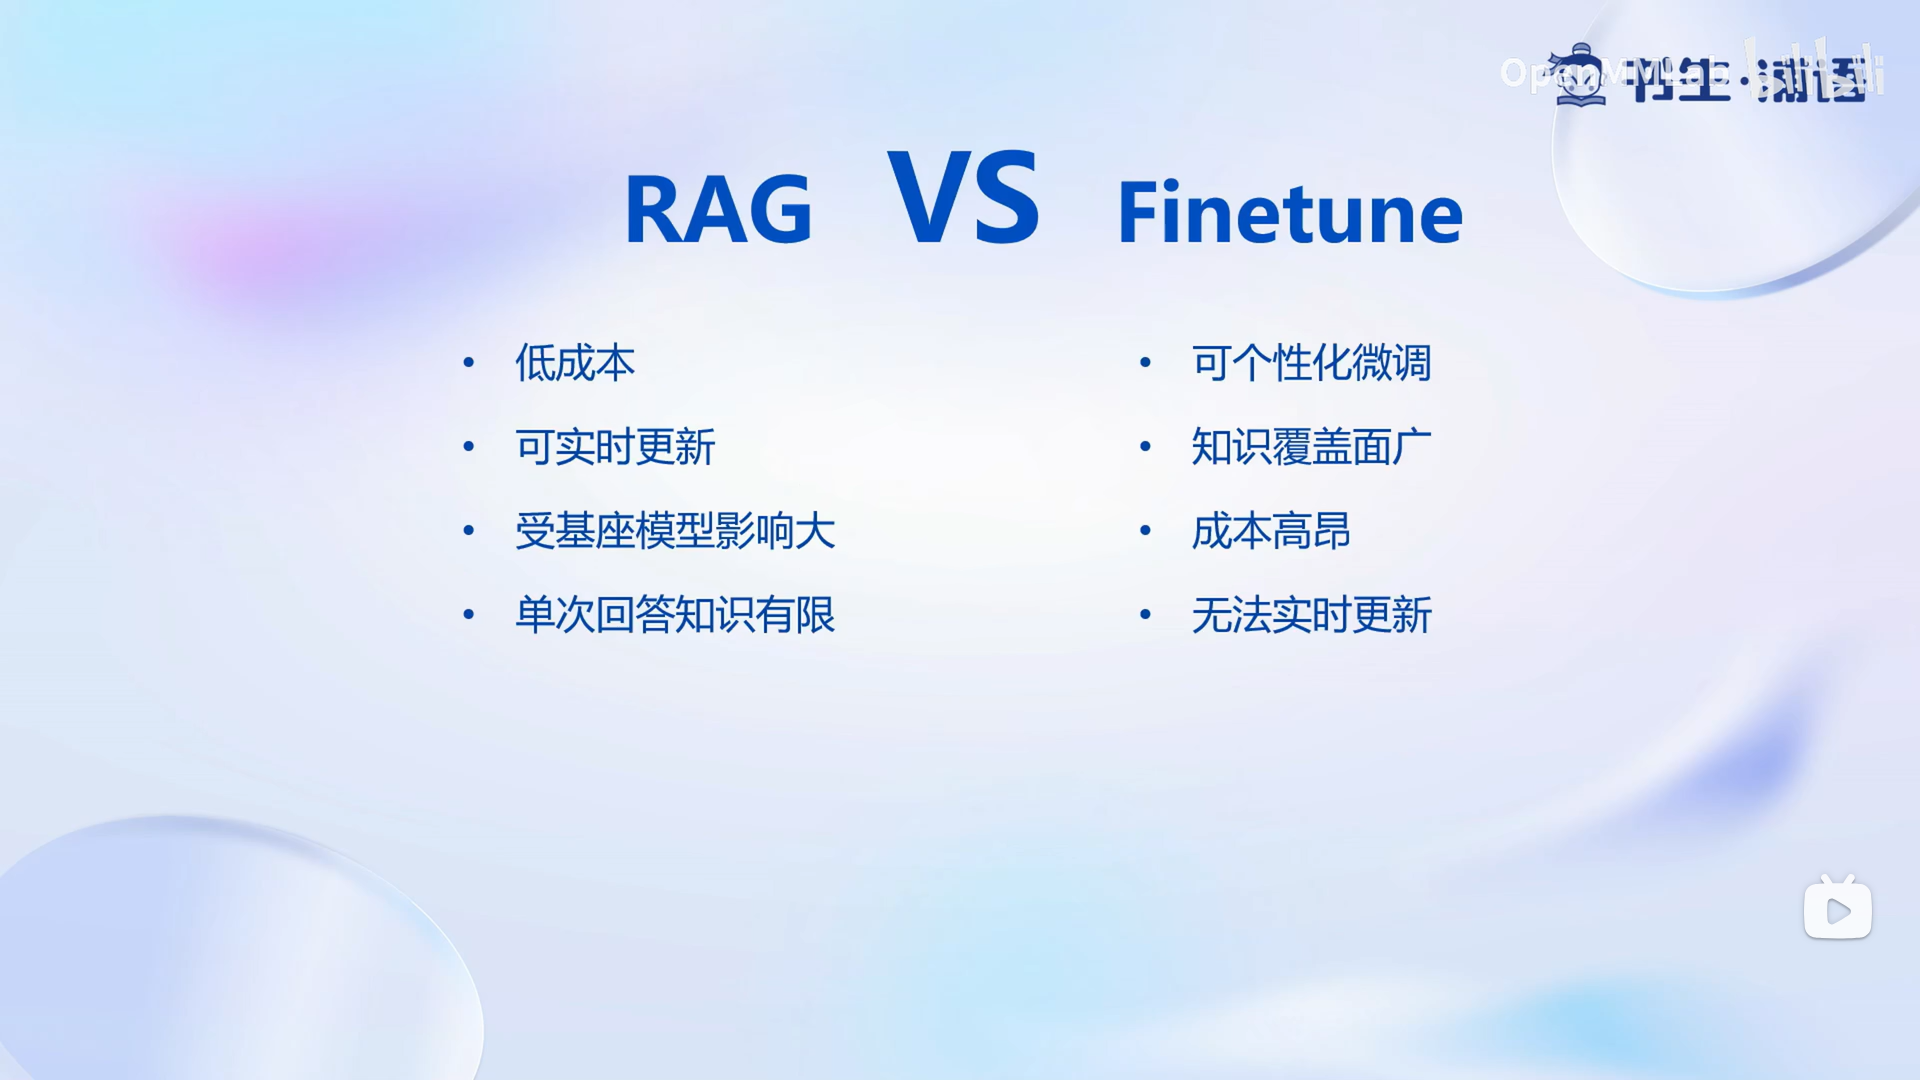 OpenMMLab bilibili
书生·浦语
RAG VS Finetune
• 低成本
• 可实时更新
• 受基座模型影响大
• 单次回答知识有限
• 可个性化微调
• 知识覆盖面广
• 成本高昂
• 无法实时更新